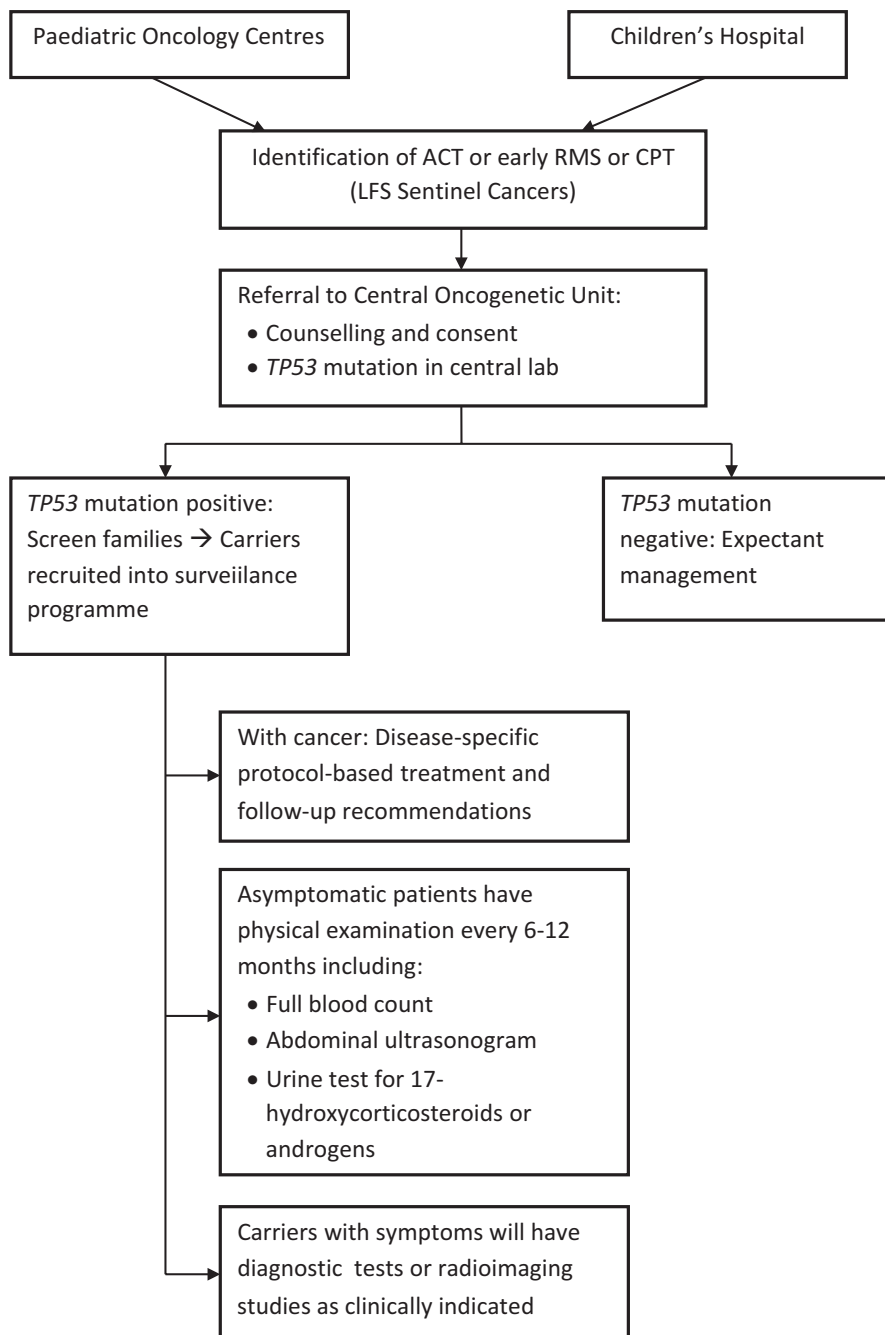 Paediatric Oncology Centres
Children's Hospital
Identification of ACT or early RMS or CPT
(LFS Sentinel Cancers)
Referral to Central Oncogenetic Unit:
• Counselling and consent
• TP53 mutation in central lab
TP53 mutation positive:
Screen families → Carriers
recruited into surveiilance
programme
TP53 mutation
negative: Expectant
management
With cancer: Disease-specific
protocol-based treatment and
follow-up recommendations
Asymptomatic patients have
physical examination every 6-12
months including:
• Full blood count
• Abdominal ultrasonogram
• Urine test for 17-
hydroxycorticosteroids or
androgens
Carriers with symptoms will have
diagnostic tests or radioimaging
studies as clinically indicated